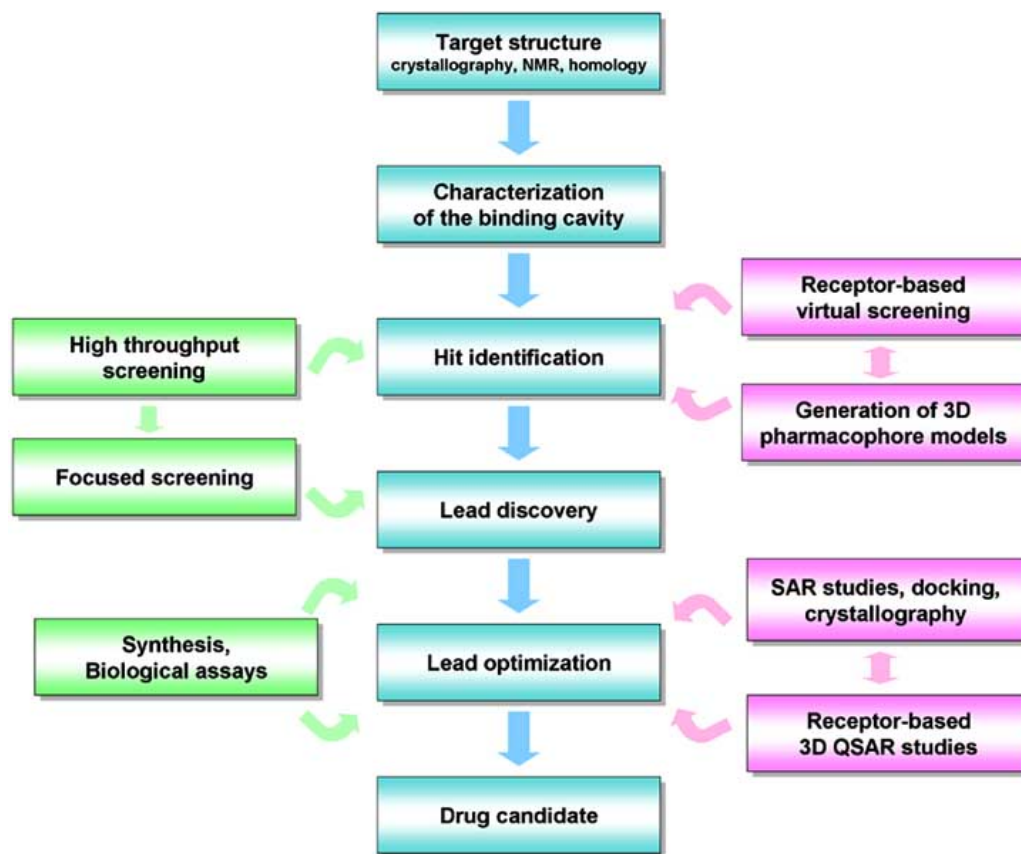 Target structure
crystallography, NMR, homology
Characterization
of the binding cavity
Receptor-based
virtual screening
High throughput
screening
Hit identification
Generation of 3D
pharmacophore models
Focused screening
Lead discovery
SAR studies, docking,
crystallography
Synthesis,
Biological assays
Lead optimization
Receptor-based
3D QSAR studies
Drug candidate